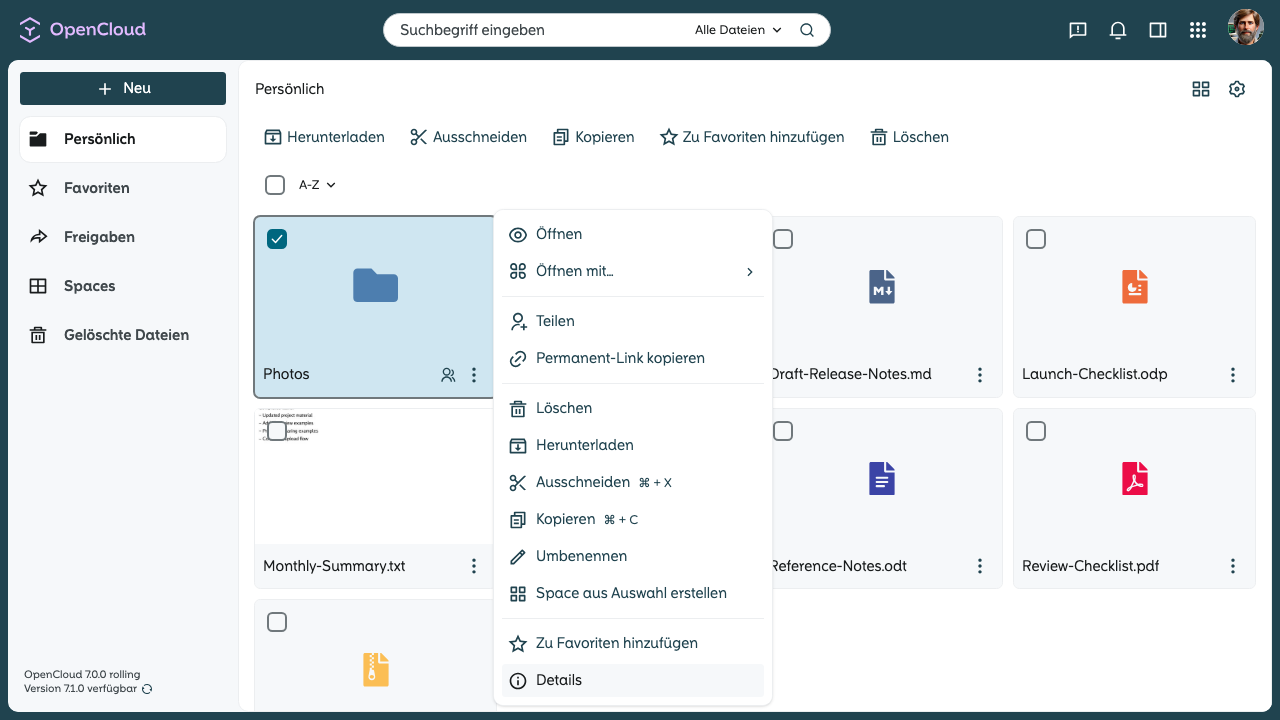 OpenCloud
Suchbegriff eingeben
Alle Dateien
Neu
Persönlich
Favoriten
Freigaben
Spaces
Gelöschte Dateien
OpenCloud 7.0.0 rolling
Version 7.1.0 verfügbar
Persönlich
Herunterladen
Ausschneiden
Kopieren
Zu Favoriten hinzufügen
Löschen
A-Z
Photos
Draft-Release-Notes.md
Launch-Checklist.odp
– Updated project material
Monthly-Summary.txt
Reference-Notes.odt
Review-Checklist.pdf
Öffnen
Öffnen mit...
Teilen
Permanent-Link kopieren
Löschen
Herunterladen
Ausschneiden ⌘ + X
Kopieren ⌘ + C
Umbenennen
Space aus Auswahl erstellen
Zu Favoriten hinzufügen
Details